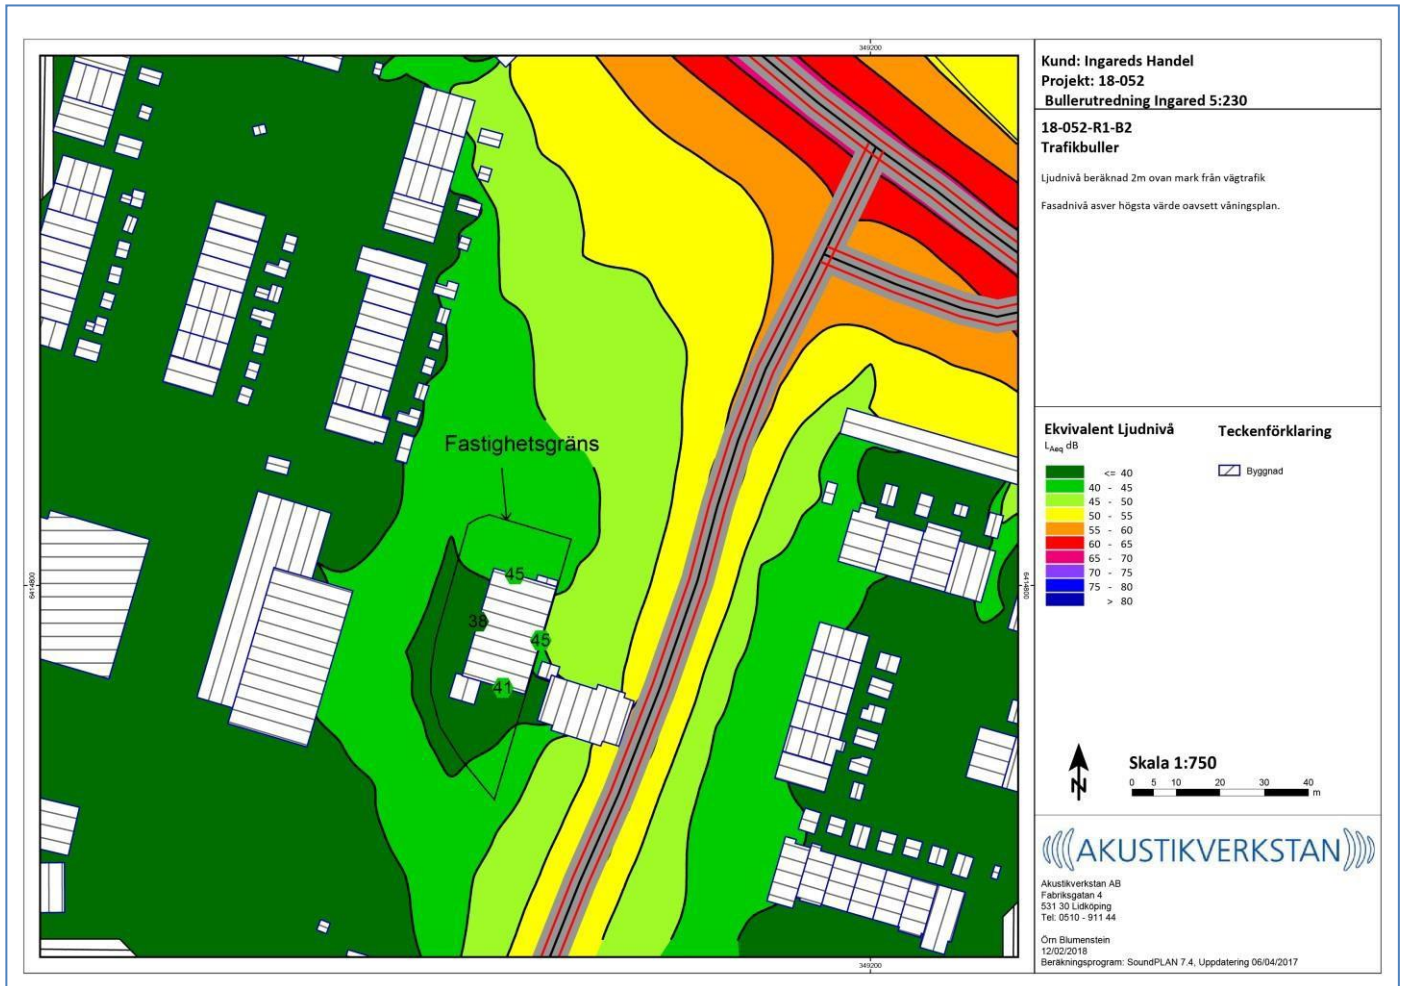 349200
Kund: Ingareds Handel
Projekt: 18-052
Bullerutredning Ingared 5:230
18-052-R1-B2
Trafikbuller
Ljudnivå beräknad 2m ovan mark från vägtrafik
Fasadnivå asver högsta värde oavsett våningsplan.
Fastighetsgräns
45
38
45
41
6414800
6414800
349200
Ekvivalent Ljudnivå
LAeq dB
<= 40
40 - 45
45 - 50
50 - 55
55 - 60
60 - 65
65 - 70
70 - 75
75 - 80
> 80
Teckenförklaring
Byggnad
N
Skala 1:750
0 5 10 20 30 40
m
AKUSTIKVERKSTAN
Akustikverkstan AB
Fabriksgatan 4
531 30 Lidköping
Tel: 0510 - 911 44
Örn Blumenstein
12/02/2018
Beräkningsprogram: SoundPLAN 7.4, Uppdatering 06/04/2017